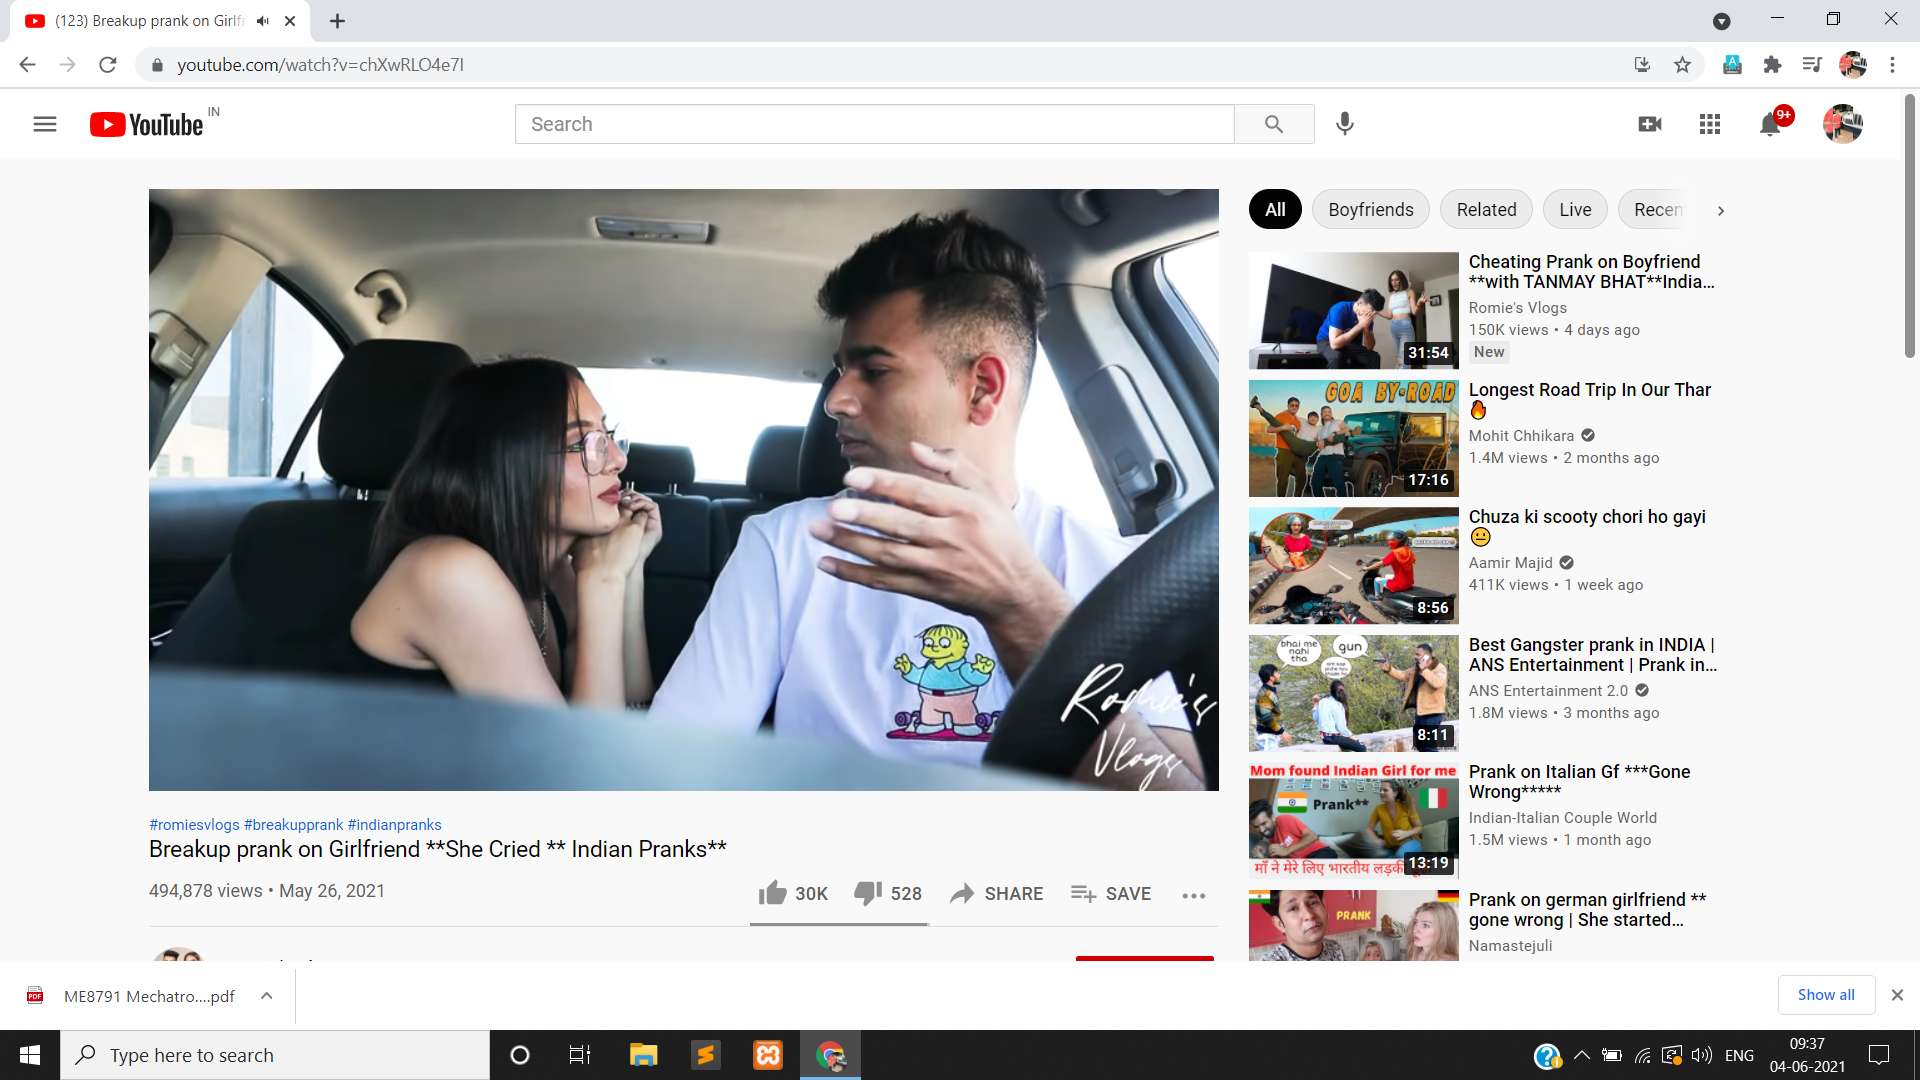 (123) Breakup prank on Girlf
youtube.com/watch?v=chXwRLO4e7I
YouTube IN
Search
9+
Romie's
Vlogs
#romiesvlogs #breakupprank #indianpranks
Breakup prank on Girlfriend **She Cried ** Indian Pranks**
494,878 views • May 26, 2021
30K
528
SHARE
SAVE
All
Boyfriends
Related
Live
Recen
31:54
Cheating Prank on Boyfriend
**with TANMAY BHAT**India...
Romie's Vlogs
150K views • 4 days ago
New
GOA BY-ROAD
17:16
Longest Road Trip In Our Thar
🔥
Mohit Chhikara
1.4M views • 2 months ago
8:56
Chuza ki scooty chori ho gayi
😐
Aamir Majid
411K views • 1 week ago
bhai me
nahi
tha
gun
8:11
Best Gangster prank in INDIA |
ANS Entertainment | Prank in...
ANS Entertainment 2.0
1.8M views • 3 months ago
Mom found Indian Girl for me
Prank**
माँ ने मेरे लिए भारतीय लड़की
13:19
Prank on Italian Gf ***Gone
Wrong*****
Indian-Italian Couple World
1.5M views • 1 month ago
PRANK
Prank on german girlfriend **
gone wrong | She started...
Namastejuli
ME8791 Mechatro....pdf
Show all
Type here to search
ENG
09:37
04-06-2021